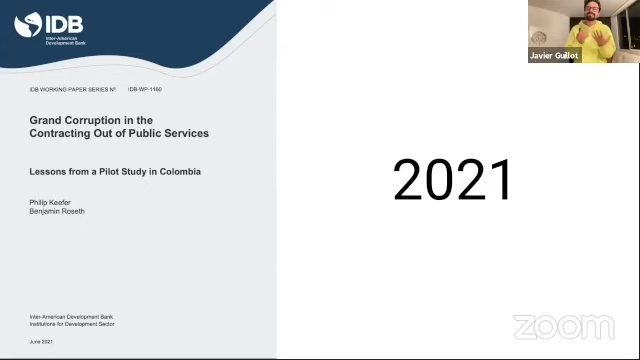 IDB
Inter-American
Development Bank
IDB WORKING PAPER SERIES Nº IDB-WP-1160
Grand Corruption in the
Contracting Out of Public Services
Lessons from a Pilot Study in Colombia
Philip Keefer
Benjamin Roseth
Inter-American Development Bank
Institutions for Development Sector
June 2021
2021
Javier Guillot
zoom